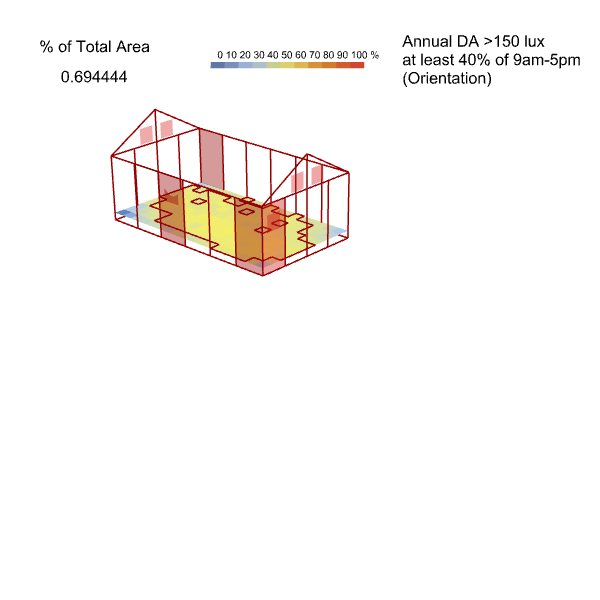 % of Total Area
0.694444
0 10 20 30 40 50 60 70 80 90 100 %
Annual DA >150 lux
at least 40% of 9am-5pm
(Orientation)